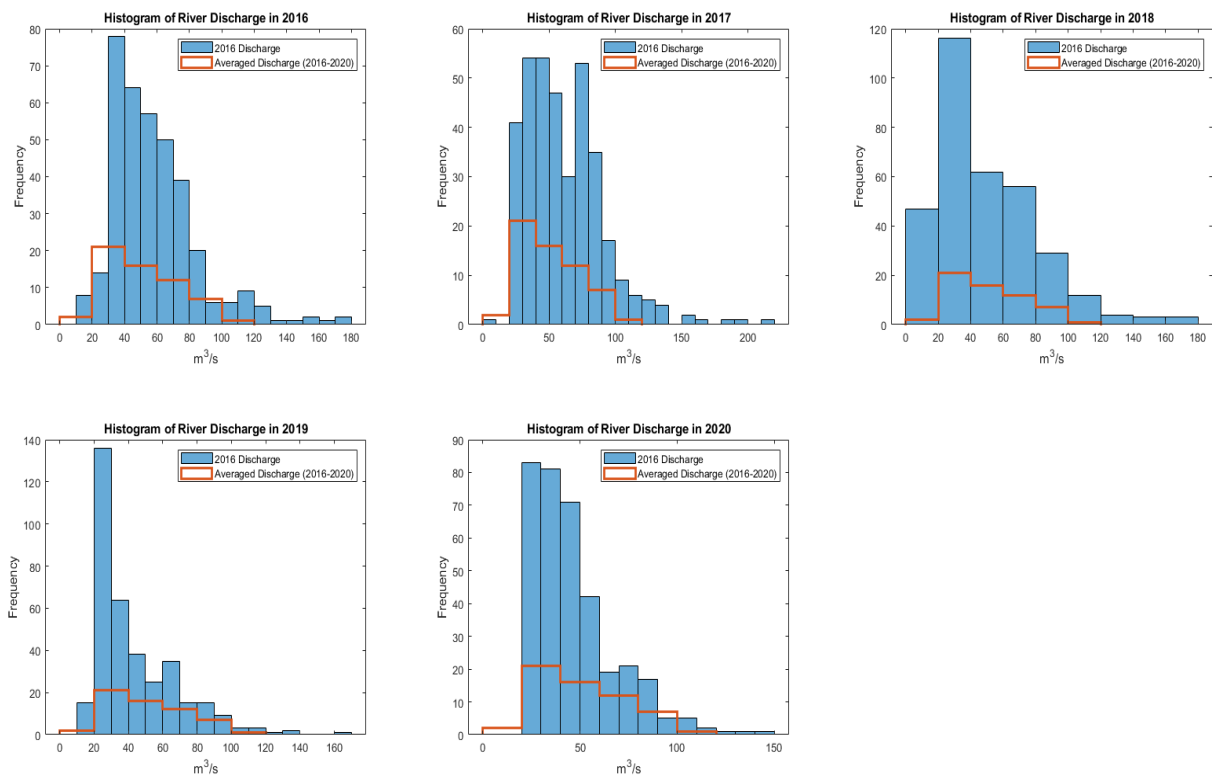 Histogram of River Discharge in 2016
2016 Discharge
Averaged Discharge (2016-2020)
Frequency
80
70
60
50
40
30
20
10
0
0 20 40 60 80 100 120 140 160 180
m^3/s
Histogram of River Discharge in 2017
2016 Discharge
Averaged Discharge (2016-2020)
Frequency
60
50
40
30
20
10
0
0 50 100 150 200
m^3/s
Histogram of River Discharge in 2018
2016 Discharge
Averaged Discharge (2016-2020)
Frequency
120
100
80
60
40
20
0
0 20 40 60 80 100 120 140 160 180
m^3/s
Histogram of River Discharge in 2019
2016 Discharge
Averaged Discharge (2016-2020)
Frequency
140
120
100
80
60
40
20
0
0 20 40 60 80 100 120 140 160
m^3/s
Histogram of River Discharge in 2020
2016 Discharge
Averaged Discharge (2016-2020)
Frequency
90
80
70
60
50
40
30
20
10
0
0 50 100 150
m^3/s